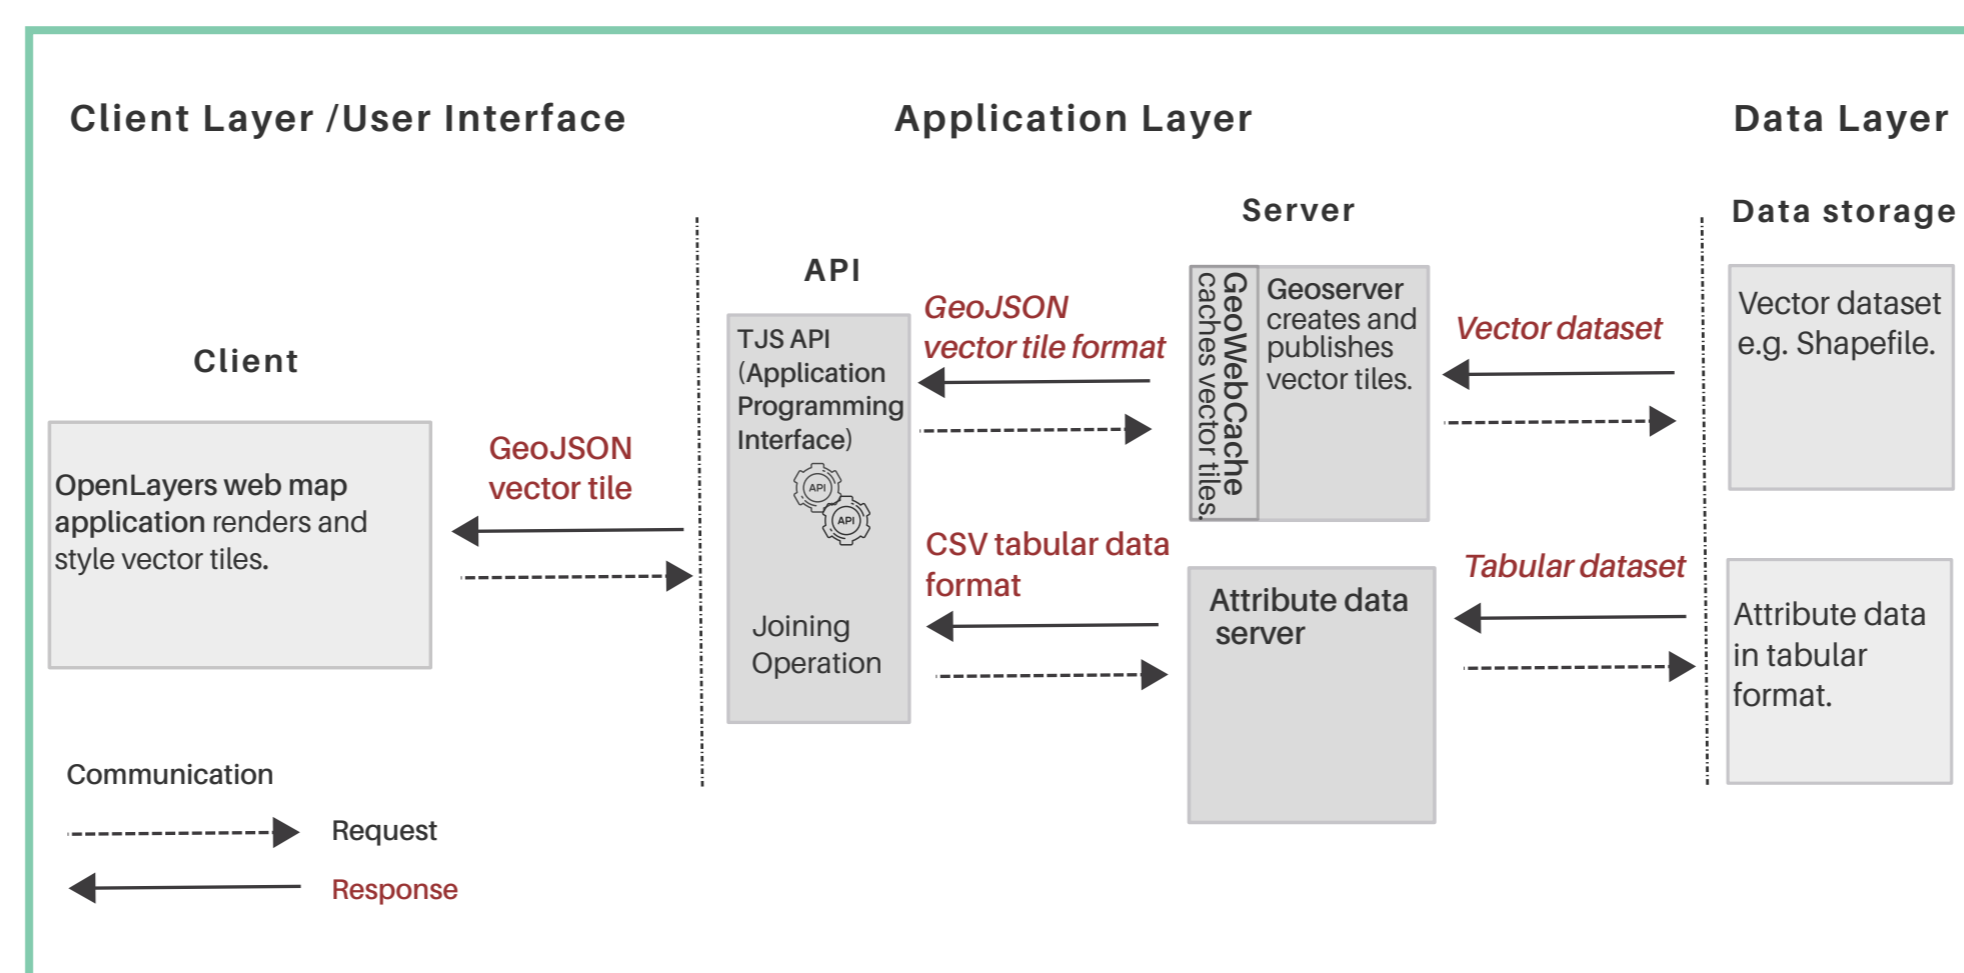 Client Layer /User Interface
Application Layer
Data Layer
Server
Data storage
API
Client
OpenLayers web map
application renders and
style vector tiles.
GeoJSON
vector tile
TJS API
(Application
Programming
Interface)
API
API
Joining
Operation
GeoJSON
vector tile format
CSV tabular data
format
GeoWebCache
caches vector tiles.
Geoserver
creates and
publishes
vector tiles.
Attribute data
server
Vector dataset
Tabular dataset
Vector dataset
e.g. Shapefile.
Attribute data
in tabular
format.
Communication
Request
Response